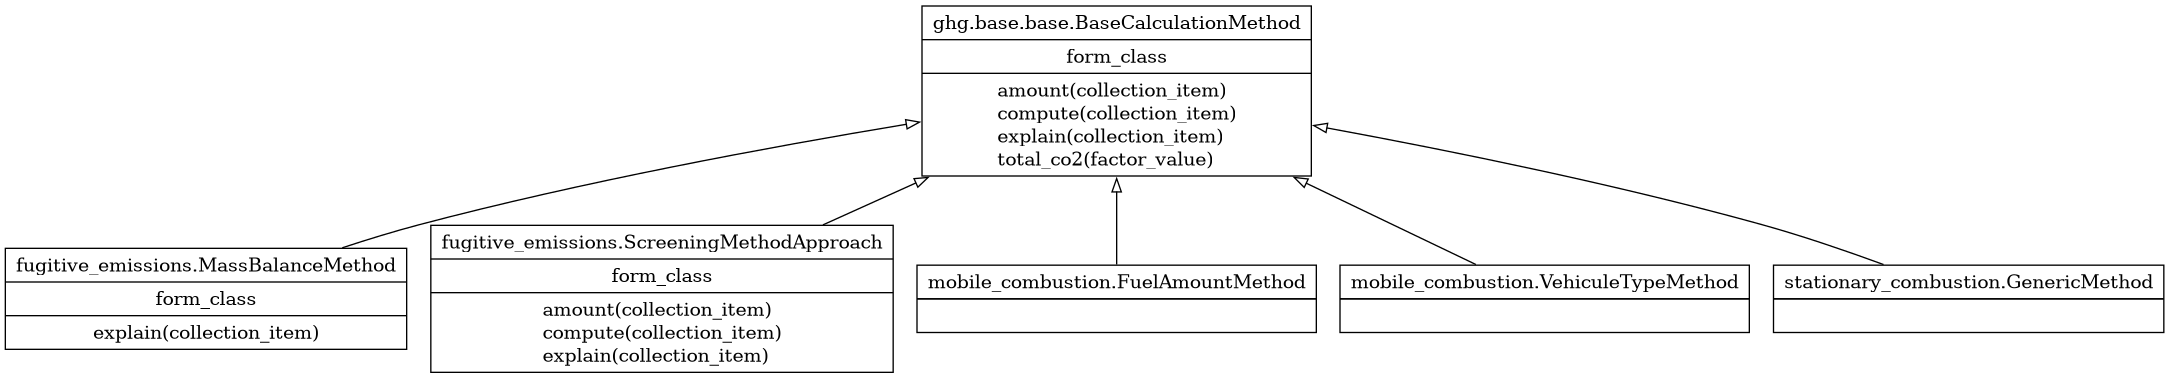 ghg.base.base.BaseCalculationMethod
form_class
amount(collection_item)
compute(collection_item)
explain(collection_item)
total_co2(factor_value)
fugitive_emissions.MassBalanceMethod
form_class
explain(collection_item)
fugitive_emissions.ScreeningMethodApproach
form_class
amount(collection_item)
compute(collection_item)
explain(collection_item)
mobile_combustion.FuelAmountMethod
mobile_combustion.VehiculeTypeMethod
stationary_combustion.GenericMethod